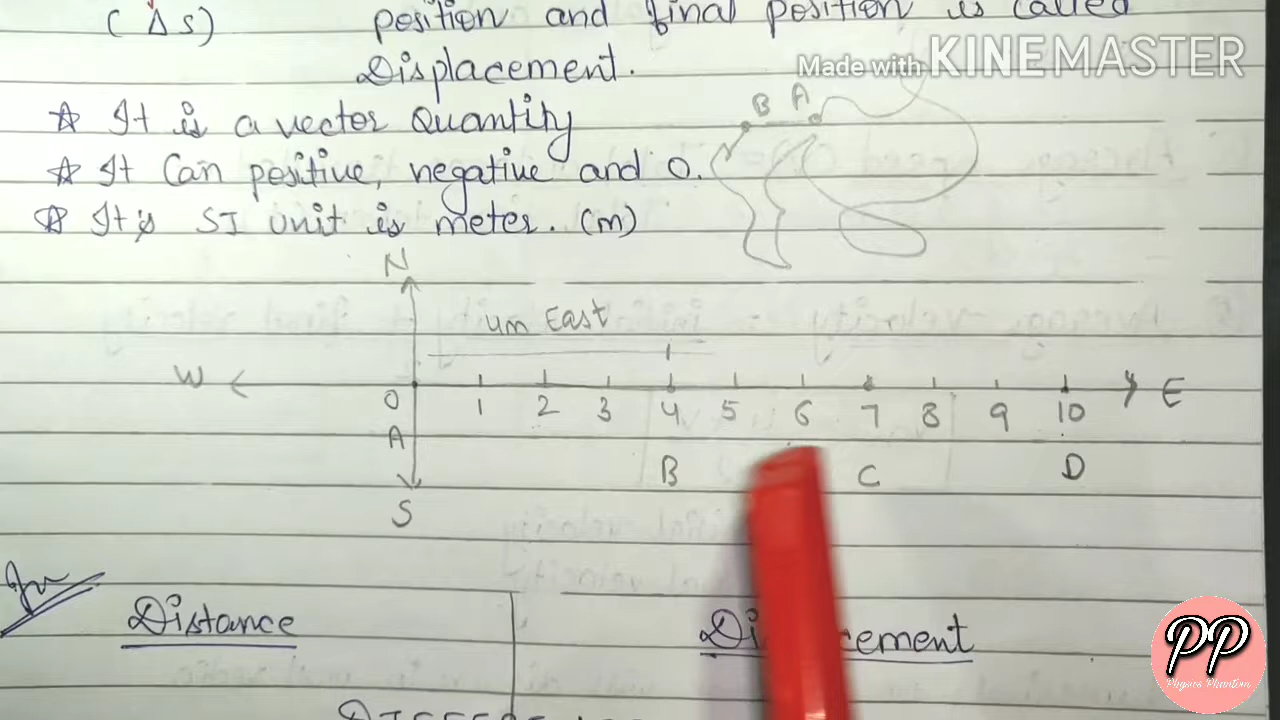 (Δs) position and final position is called
Displacement.
Made with KINEMASTER
☆ It is a vector Quantity
B A
☆ It Can positive, negative and 0.
☆ It's SI unit is meter. (m)
N
4m East
W E
0 1 2 3 4 5 6 7 8 9 10
A
B C D
S
Distance
PP
Physics Phantom